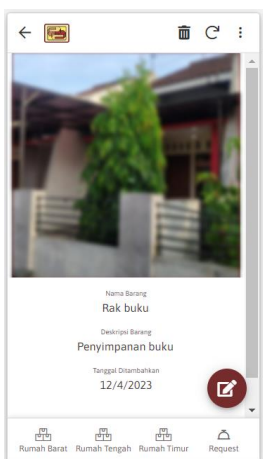 Nama Barang
Rak buku
Deskripsi Barang
Penyimpanan buku
Tanggal Ditambahkan
12/4/2023
Rumah Barat Rumah Tengah Rumah Timur Request